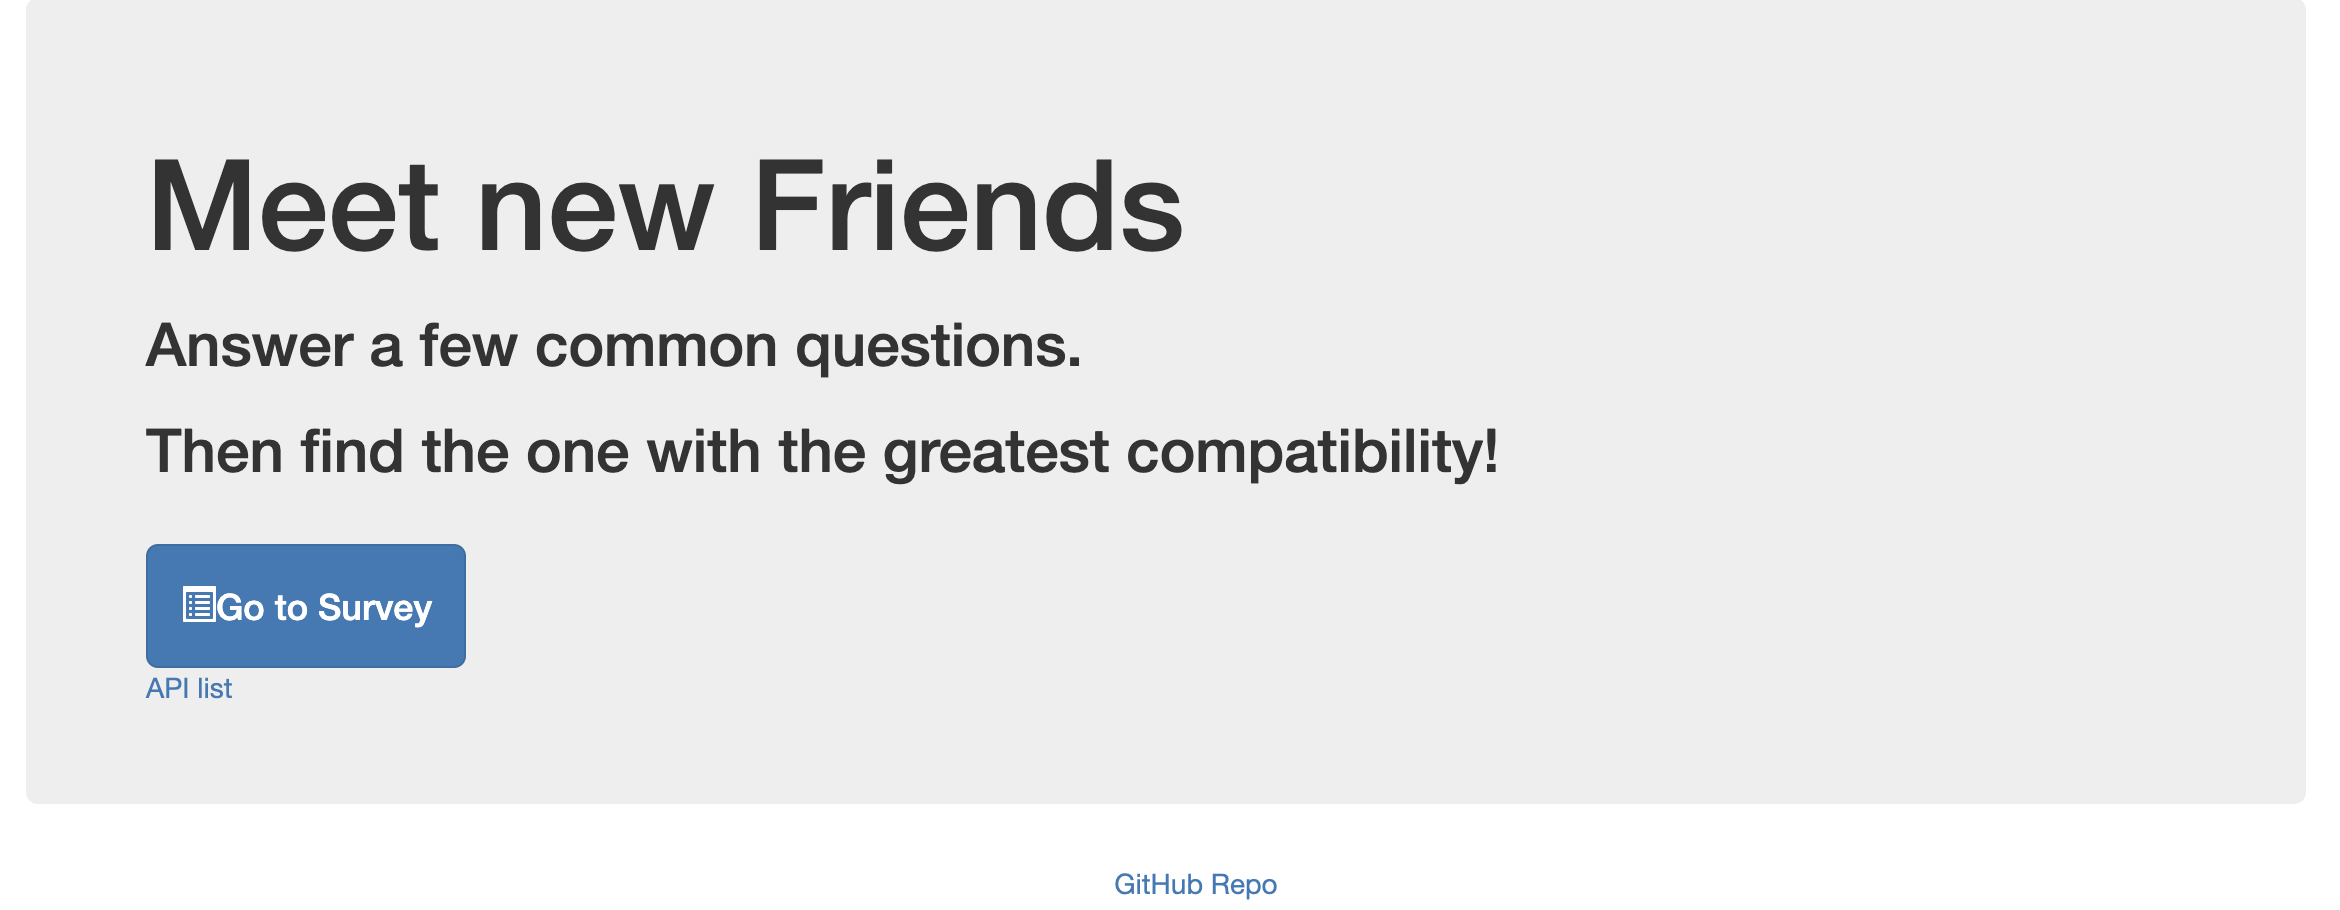 Meet new Friends
Answer a few common questions.
Then find the one with the greatest compatibility!
Go to Survey
API list
GitHub Repo